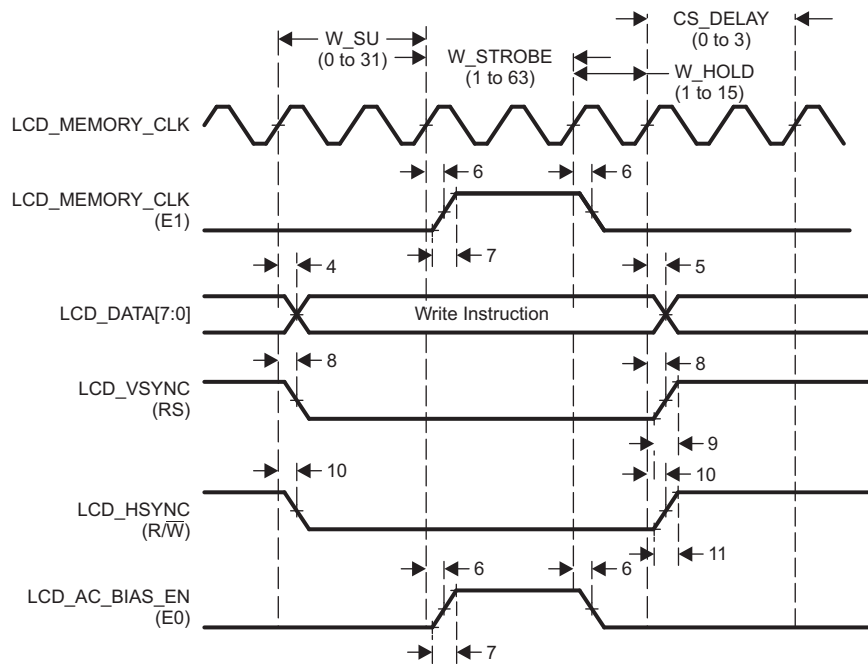 W_SU
(0 to 31)
CS_DELAY
(0 to 3)
W_STROBE
(1 to 63)
W_HOLD
(1 to 15)
LCD_MEMORY_CLK
LCD_MEMORY_CLK
(E1)
6
6
7
LCD_DATA[7:0]
4
5
Write Instruction
LCD_VSYNC
(RS)
8
8
9
LCD_HSYNC
(R/W̅)
10
10
11
LCD_AC_BIAS_EN
(E0)
6
6
7